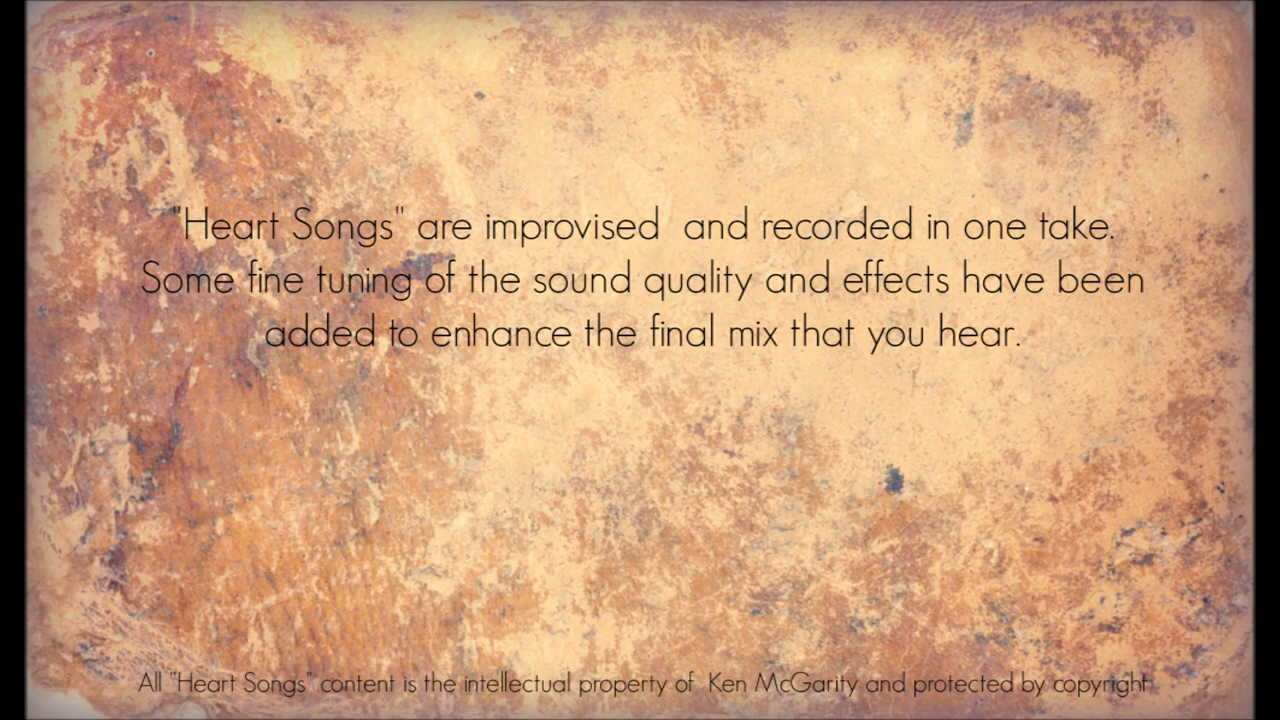 "Heart Songs" are improvised  and recorded in one take.
Some fine tuning of the sound quality and effects have been
added to enhance the final mix that you hear.
All "Heart Songs" content is the intellectual property of  Ken McGarity and protected by copyright